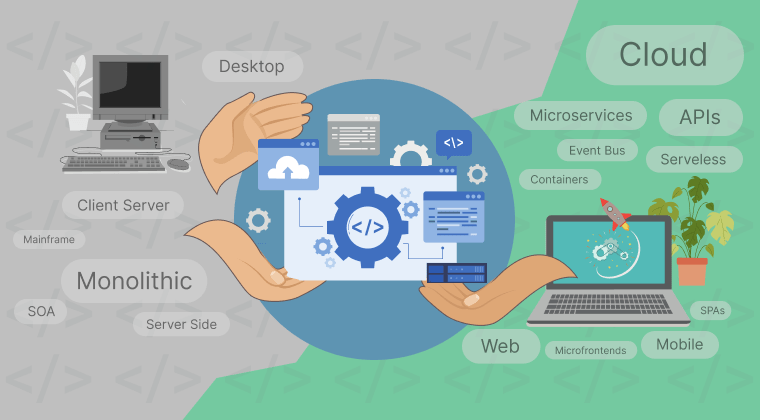 Desktop
Client Server
Mainframe
Monolithic
SOA
Server Side
</>
</>
Cloud
Microservices
APIs
Event Bus
Serveless
Containers
SPAs
Web
Microfrontends
Mobile